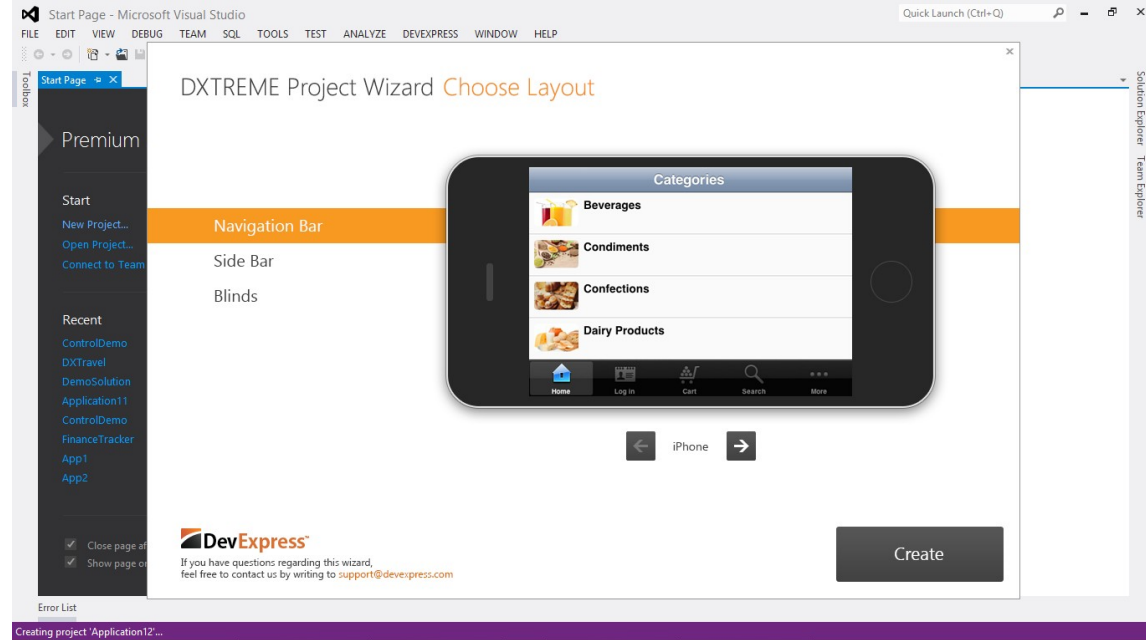 Start Page - Microsoft Visual Studio
Quick Launch (Ctrl+Q)
FILE EDIT VIEW DEBUG TEAM SQL TOOLS TEST ANALYZE DEVEXPRESS WINDOW HELP
Toolbox
Start Page
Premium
Start
New Project...
Open Project...
Connect to Team
Recent
ControlDemo
DXTravel
DemoSolution
Application11
ControlDemo
FinanceTracker
App1
App2
Close page af
Show page on
DXTREME Project Wizard Choose Layout
Navigation Bar
Side Bar
Blinds
Categories
Beverages
Condiments
Confections
Dairy Products
Home Log In Cart Search More
iPhone
DevExpress™
If you have questions regarding this wizard,
feel free to contact us by writing to support@devexpress.com
Create
Solution Explorer
Team Explorer
Error List
Creating project 'Application12'...